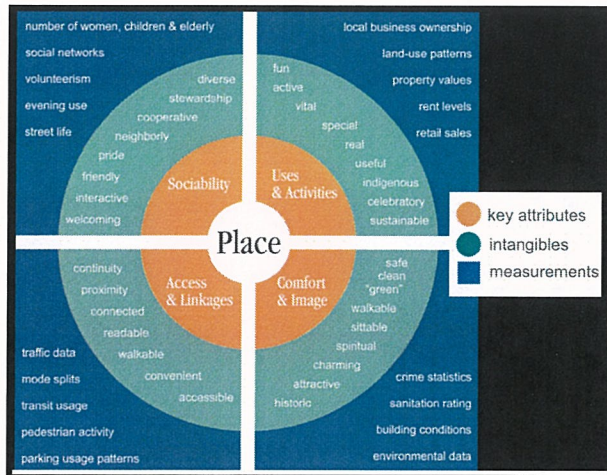 number of women, children & elderly
social networks
volunteerism
evening use
street life
diverse
stewardship
cooperative
neighborly
pride
friendly
interactive
welcoming
Sociability
local business ownership
land-use patterns
property values
rent levels
retail sales
fun
active
vital
special
real
useful
indigenous
celebratory
sustainable
Uses
& Activities
Place
key attributes
intangibles
measurements
Access
& Linkages
continuity
proximity
connected
readable
walkable
convenient
accessible
traffic data
mode splits
transit usage
pedestrian activity
parking usage patterns
Comfort
& Image
safe
clean
"green"
walkable
sittable
spiritual
charming
attractive
historic
crime statistics
sanitation rating
building conditions
environmental data